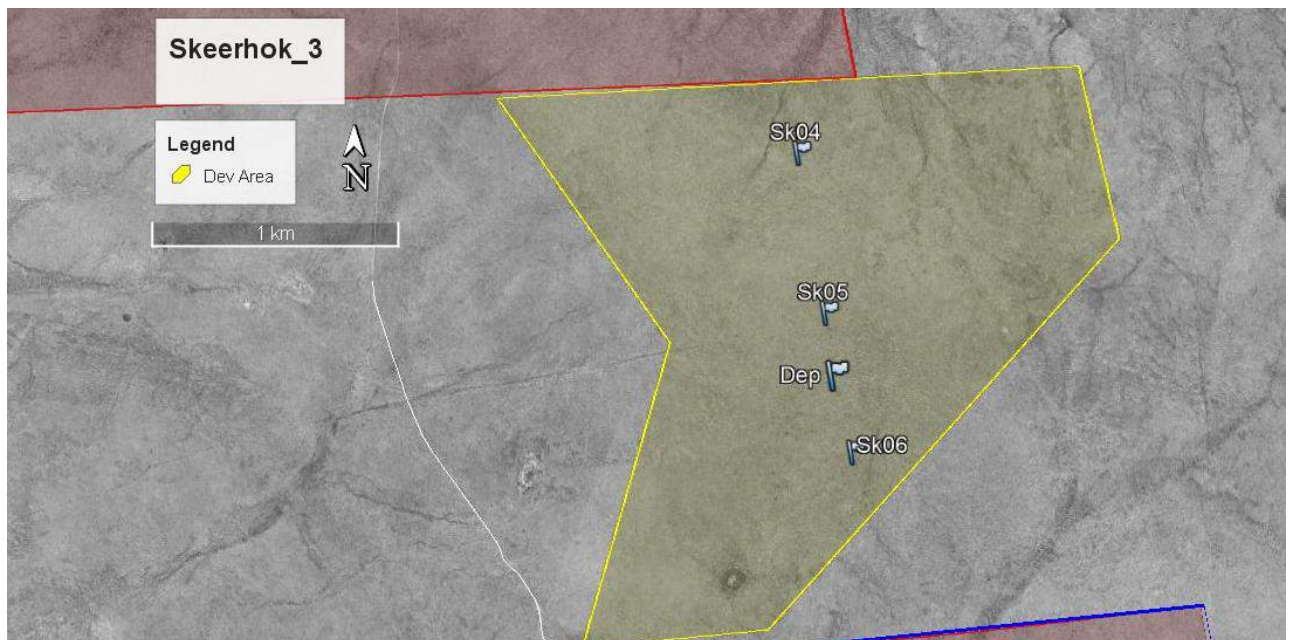 Skeerhok_3
Legend
Dev Area
N
1 km
Sk04
Sk05
Dep
Sk06